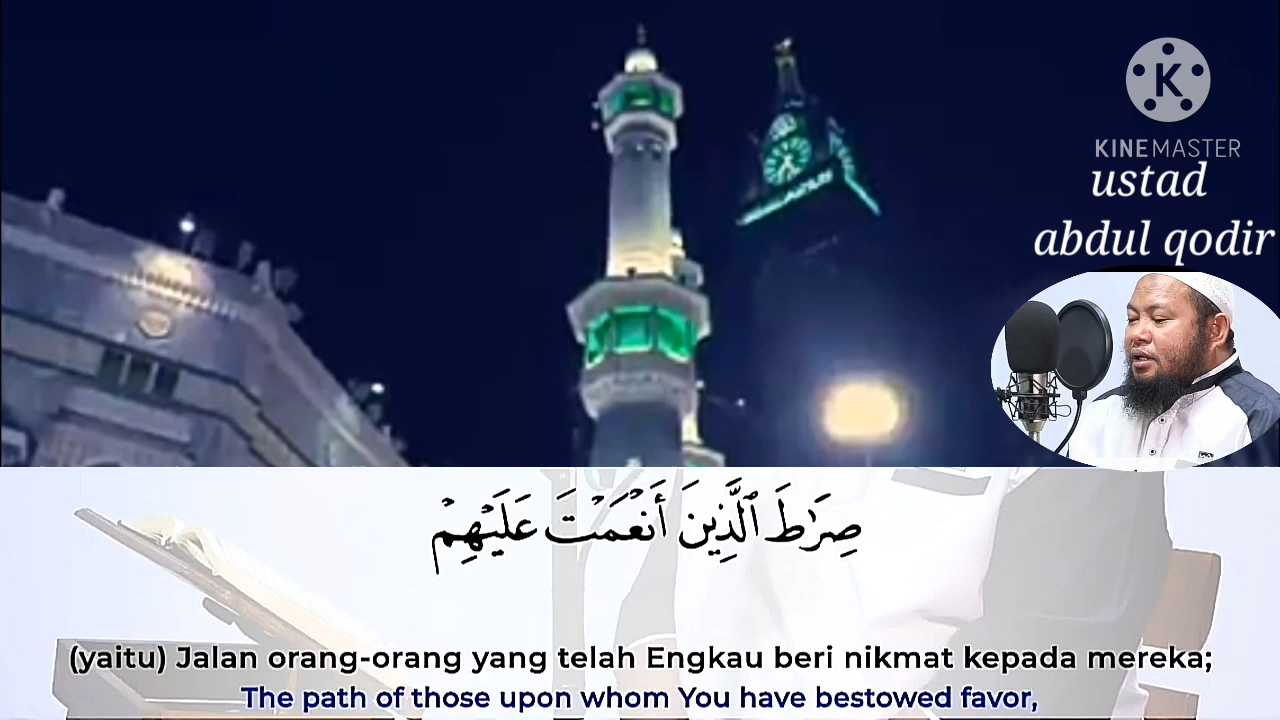 KINEMASTER
ustad
abdul qodir
صِرَٰطَ ٱلَّذِينَ أَنۡعَمۡتَ عَلَيۡهِمۡ
(yaitu) Jalan orang-orang yang telah Engkau beri nikmat kepada mereka;
The path of those upon whom You have bestowed favor,